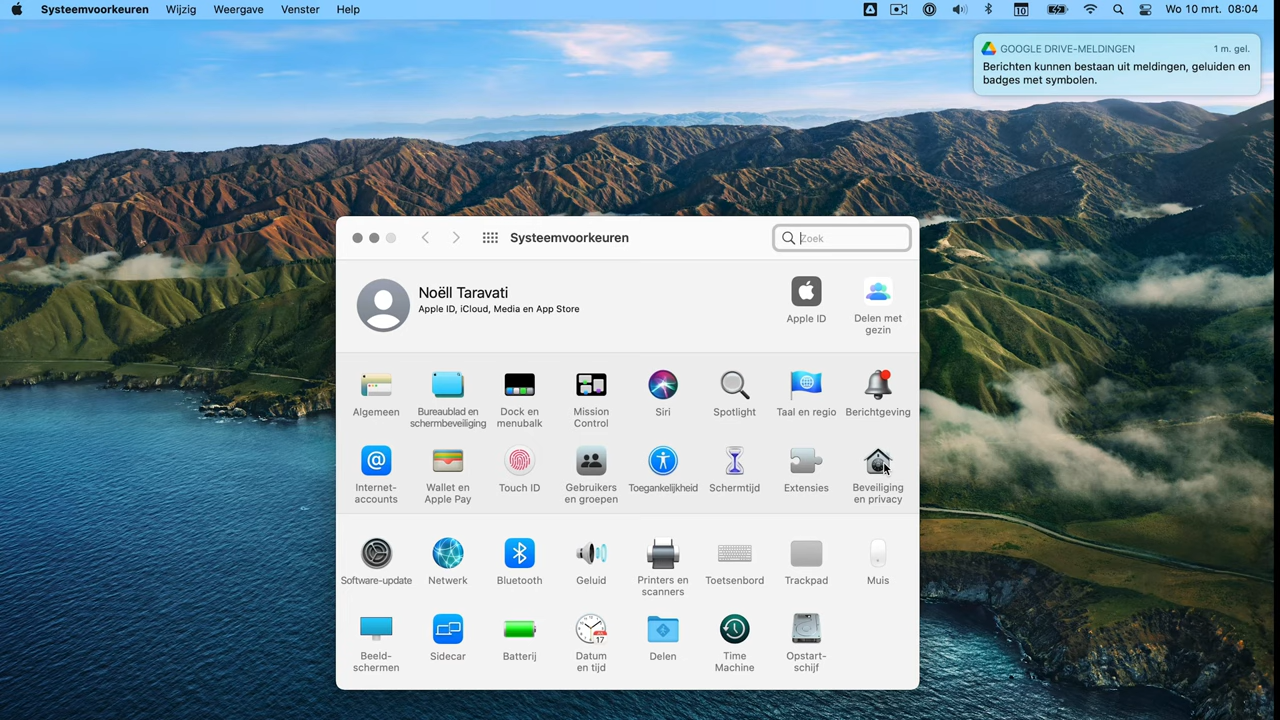 Systeemvoorkeuren Wijzig Weergave Venster Help 10 Wo 10 mrt. 08:04
GOOGLE DRIVE-MELDINGEN 1 m. gel.
Berichten kunnen bestaan uit meldingen, geluiden en
badges met symbolen.
Systeemvoorkeuren
Zoek
Noëll Taravati
Apple ID, iCloud, Media en App Store
Apple ID
Delen met
gezin
Algemeen
Bureaublad en
schermbeveiliging
Dock en
menubalk
Mission
Control
Siri
Spotlight
Taal en regio
Berichtgeving
Internet-
accounts
Wallet en
Apple Pay
Touch ID
Gebruikers
en groepen
Toegankelijkheid
Schermtijd
Extensies
Beveiliging
en privacy
Software-update
Netwerk
Bluetooth
Geluid
Printers en
scanners
Toetsenbord
Trackpad
Muis
Beeld-
schermen
Sidecar
Batterij
JUL
17
Datum
en tijd
Delen
Time
Machine
Opstart-
schijf